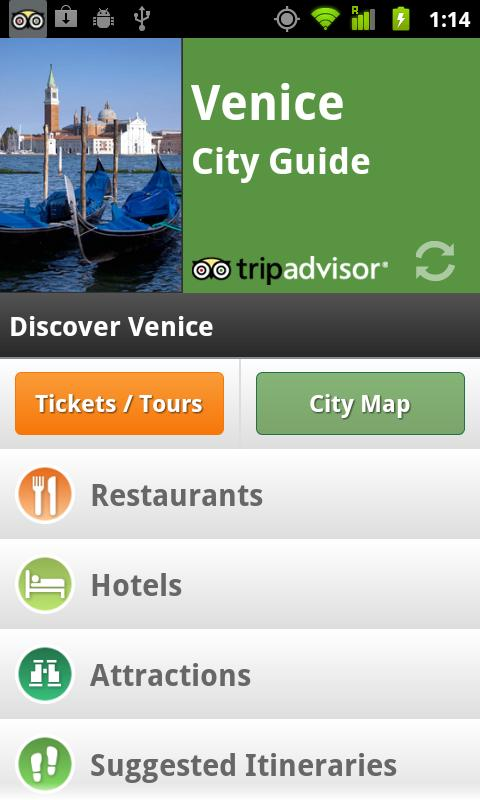 R
1:14
Venice
City Guide
tripadvisor®
Discover Venice
Tickets / Tours
City Map
Restaurants
Hotels
Attractions
Suggested Itineraries